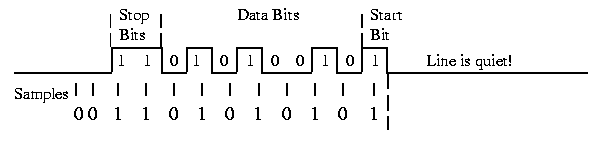 Stop Data Bits Start
Bits Bit
1 1 0 1 0 1 0 0 1 0 1 Line is quiet!
Samples
0 0 1 1 0 1 0 1 0 1 0 1